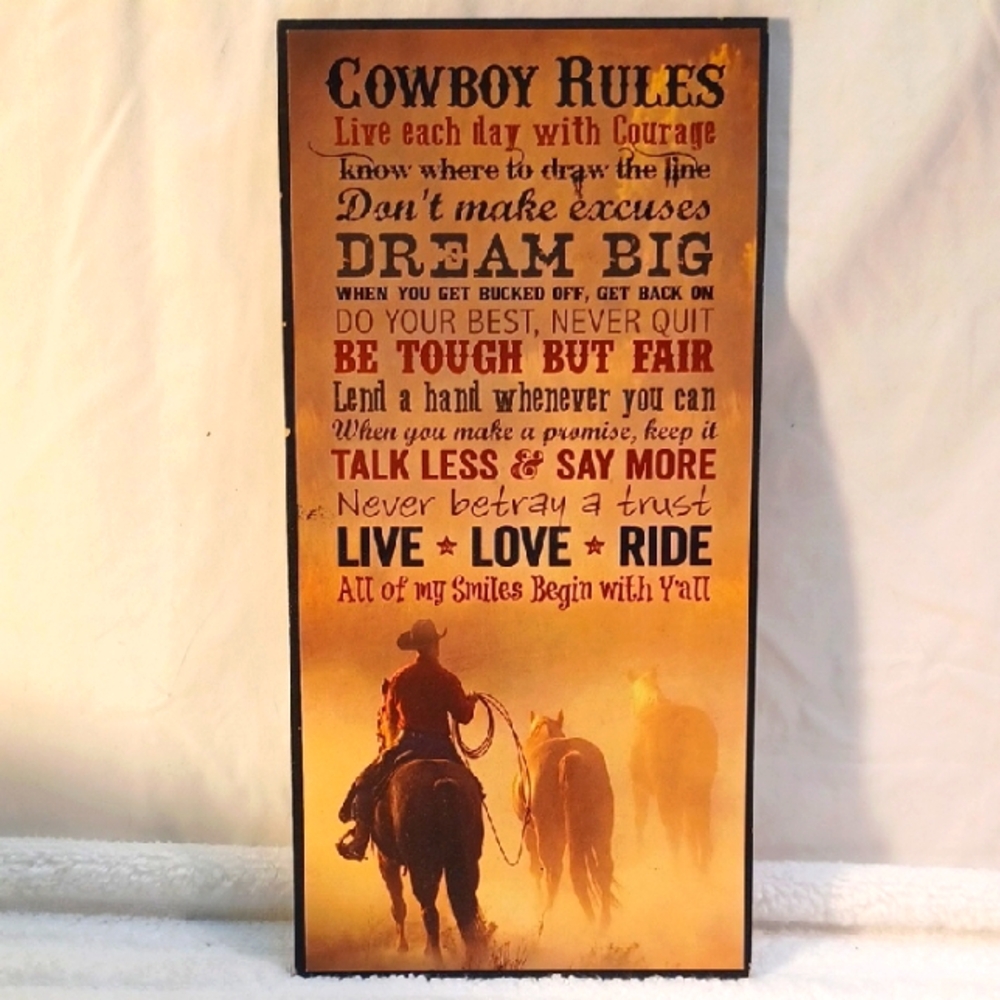 COWBOY RULES
Live each day with Courage
know where to draw the line
Don't make excuses
DREAM BIG
WHEN YOU GET BUCKED OFF, GET BACK ON
DO YOUR BEST, NEVER QUIT
BE TOUGH BUT FAIR
Lend a hand whenever you can
When you make a promise, keep it
TALK LESS & SAY MORE
Never betray a trust
LIVE ★ LOVE ★ RIDE
All of my Smiles Begin with Y'all